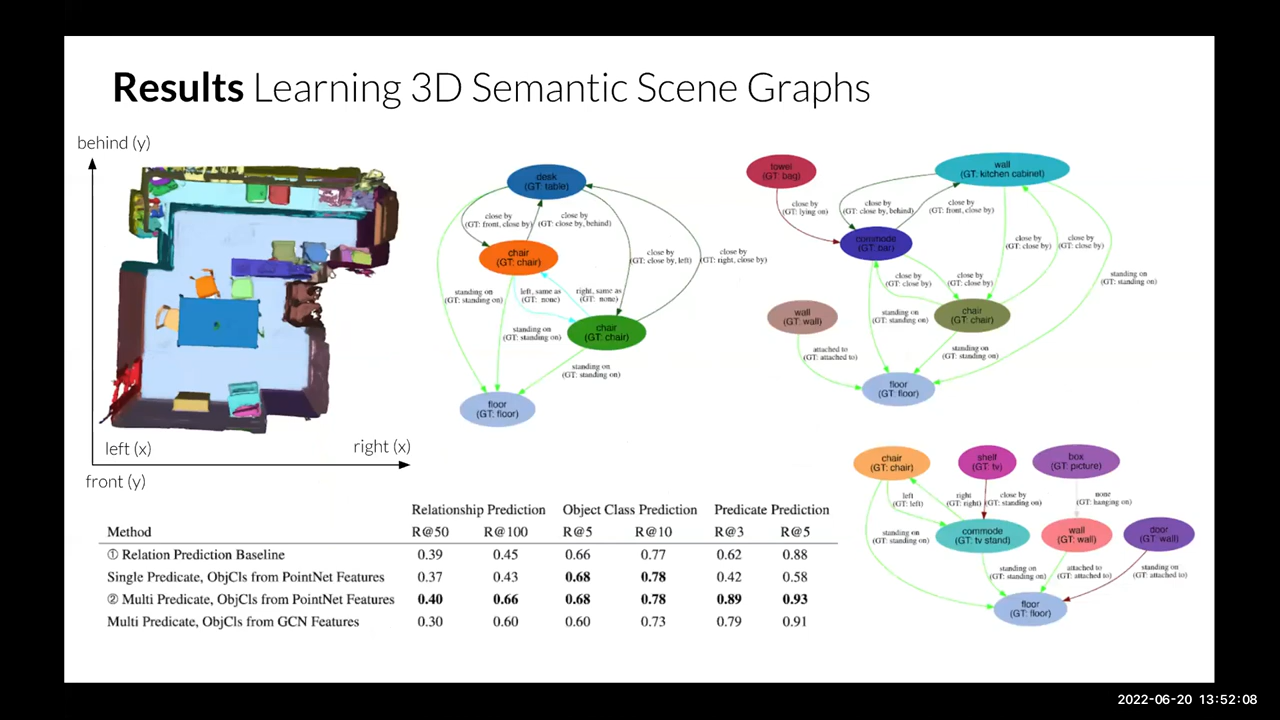 Results Learning 3D Semantic Scene Graphs
behind (y)
left (x)
right (x)
front (y)
desk
(GT: table)
close by
(GT: front, close by)
close by
(GT: close by, behind)
chair
(GT: chair)
close by
(GT: close by, left)
close by
(GT: right, close by)
standing on
(GT: standing on)
left, same as
(GT: none)
right, same as
(GT: none)
chair
(GT: chair)
standing on
(GT: standing on)
standing on
(GT: standing on)
floor
(GT: floor)
towel
(GT: bag)
wall
(GT: kitchen cabinet)
close by
(GT: lying on)
close by
(GT: close by, behind)
close by
(GT: front, close by)
commode
(GT: bar)
close by
(GT: close by)
close by
(GT: close by)
close by
(GT: close by)
close by
(GT: close by)
standing on
(GT: standing on)
wall
(GT: wall)
standing on
(GT: standing on)
chair
(GT: chair)
attached to
(GT: attached to)
standing on
(GT: standing on)
floor
(GT: floor)
chair
(GT: chair)
shelf
(GT: tv)
box
(GT: picture)
left
(GT: left)
right
(GT: right)
close by
(GT: standing on)
none
(GT: hanging on)
standing on
(GT: standing on)
commode
(GT: tv stand)
wall
(GT: wall)
door
(GT: wall)
standing on
(GT: standing on)
attached to
(GT: attached to)
standing on
(GT: attached to)
floor
(GT: floor)
Relationship Prediction Object Class Prediction Predicate Prediction
Method R@50 R@100 R@5 R@10 R@3 R@5
① Relation Prediction Baseline 0.39 0.45 0.66 0.77 0.62 0.88
Single Predicate, ObjCls from PointNet Features 0.37 0.43 0.68 0.78 0.42 0.58
② Multi Predicate, ObjCls from PointNet Features 0.40 0.66 0.68 0.78 0.89 0.93
Multi Predicate, ObjCls from GCN Features 0.30 0.60 0.60 0.73 0.79 0.91
2022-06-20 13:52:08